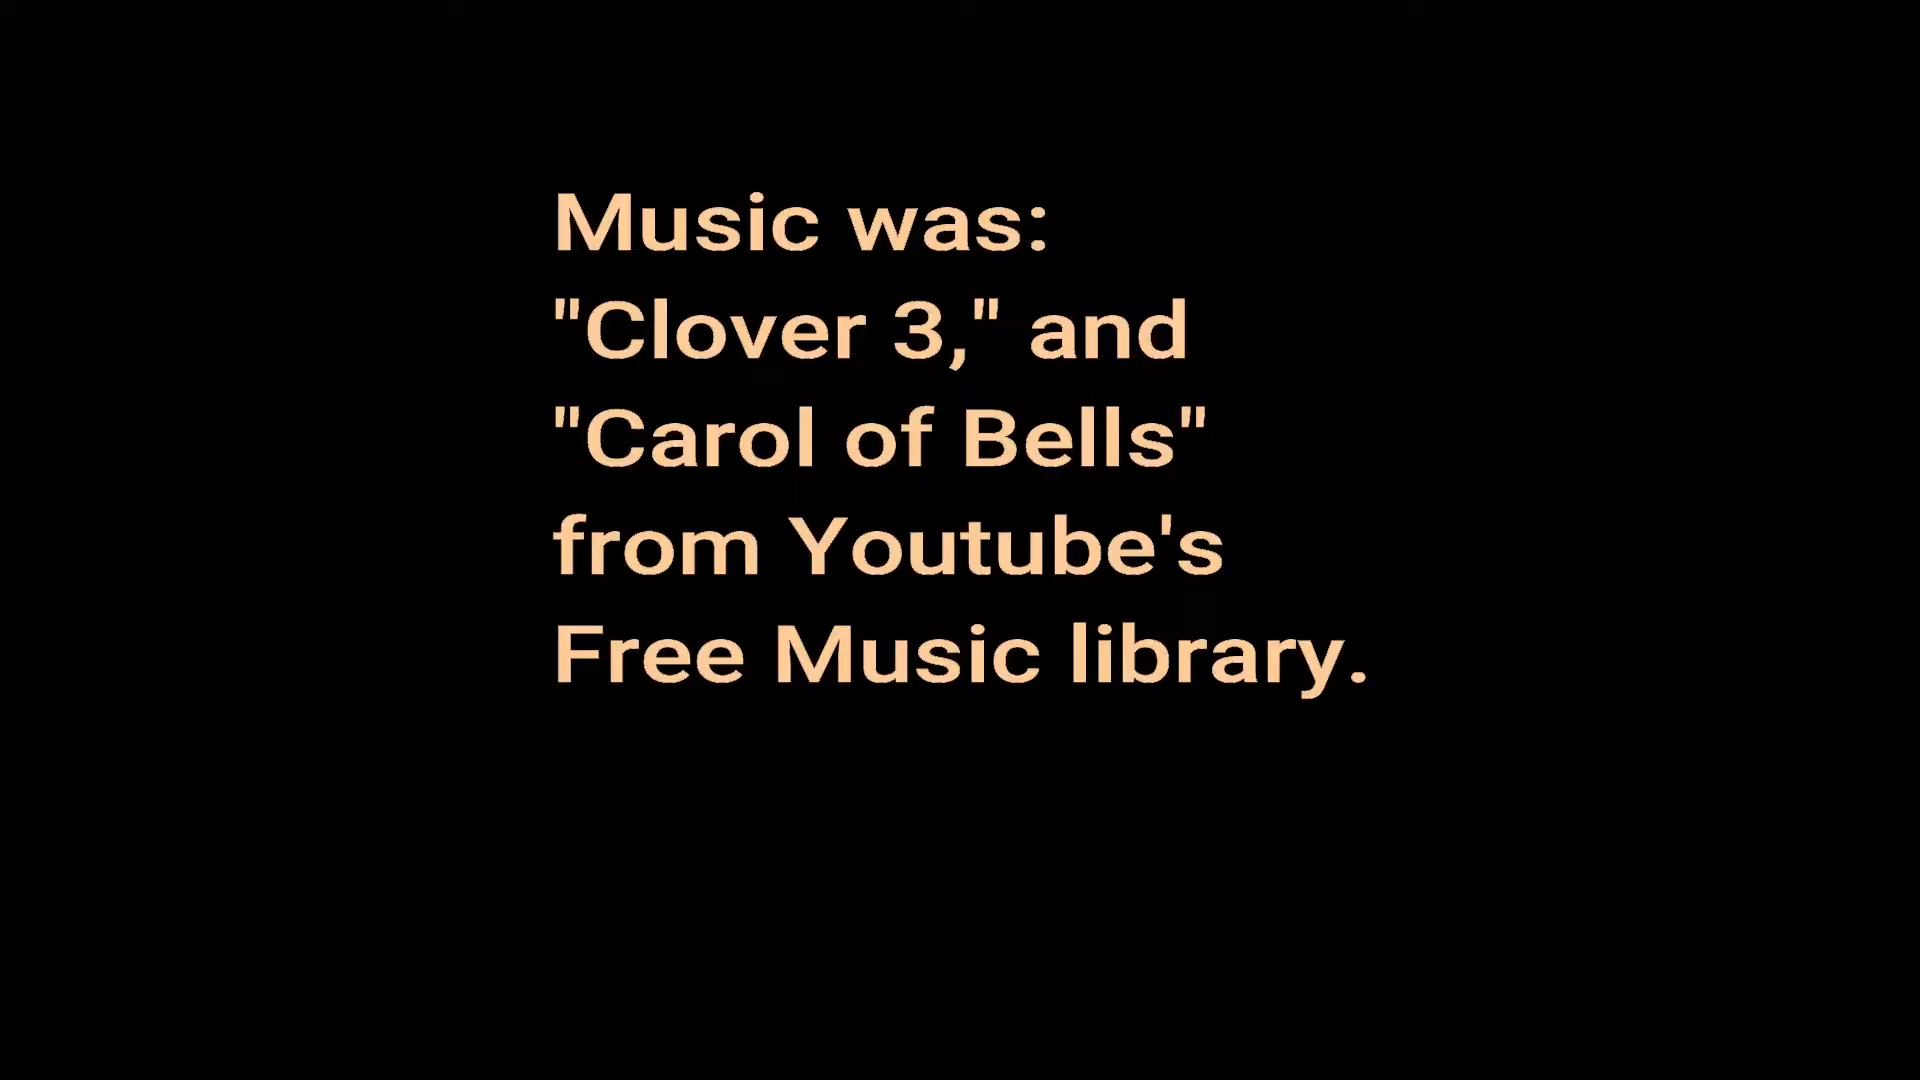 Music was:
"Clover 3," and
"Carol of Bells"
from Youtube's
Free Music library.